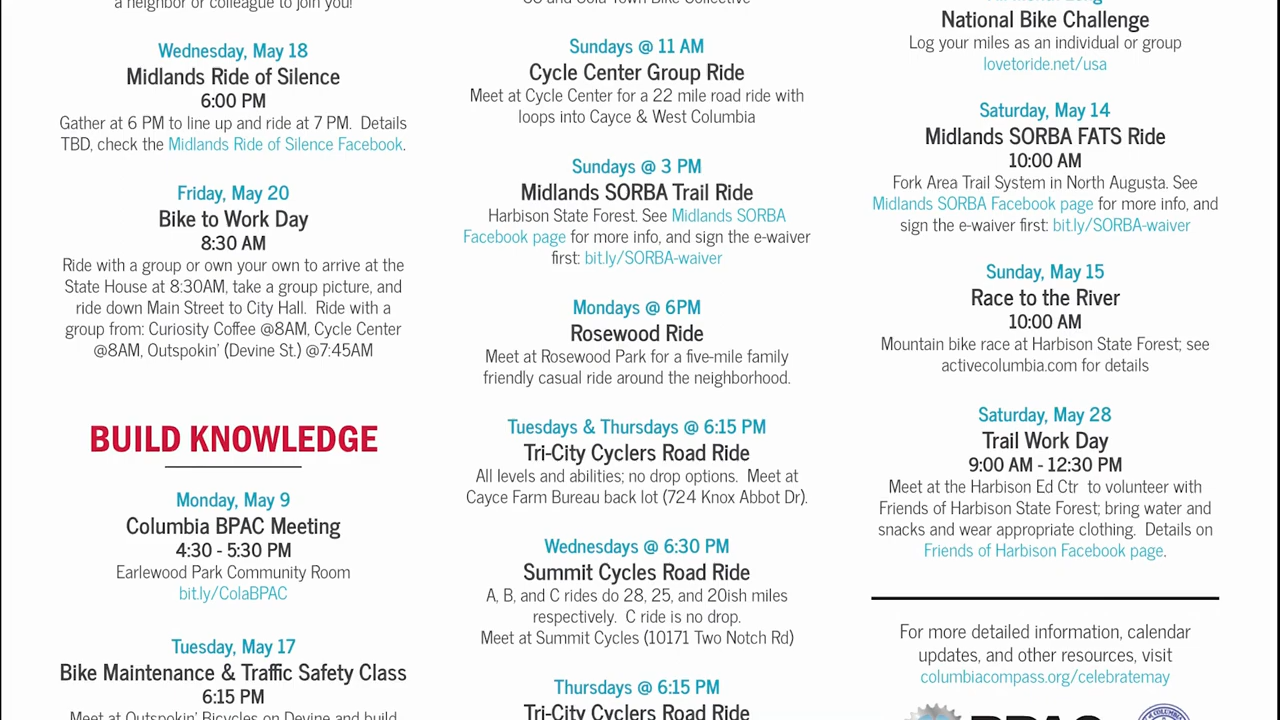 a neighbor or colleague to join you!
Wednesday, May 18
Midlands Ride of Silence
6:00 PM
Gather at 6 PM to line up and ride at 7 PM.  Details
TBD, check the Midlands Ride of Silence Facebook.
Friday, May 20
Bike to Work Day
8:30 AM
Ride with a group or own your own to arrive at the
State House at 8:30AM, take a group picture, and
ride down Main Street to City Hall.  Ride with a
group from: Curiosity Coffee @8AM, Cycle Center
@8AM, Outspokin' (Devine St.) @7:45AM
BUILD KNOWLEDGE
Monday, May 9
Columbia BPAC Meeting
4:30 - 5:30 PM
Earlewood Park Community Room
bit.ly/ColaBPAC
Tuesday, May 17
Bike Maintenance & Traffic Safety Class
6:15 PM
Meet at Outspokin' Bicycles on Devine and build
SC and Cola Town Bike Collective
Sundays @ 11 AM
Cycle Center Group Ride
Meet at Cycle Center for a 22 mile road ride with
loops into Cayce & West Columbia
Sundays @ 3 PM
Midlands SORBA Trail Ride
Harbison State Forest. See Midlands SORBA
Facebook page for more info, and sign the e-waiver
first: bit.ly/SORBA-waiver
Mondays @ 6PM
Rosewood Ride
Meet at Rosewood Park for a five-mile family
friendly casual ride around the neighborhood.
Tuesdays & Thursdays @ 6:15 PM
Tri-City Cyclers Road Ride
All levels and abilities; no drop options.  Meet at
Cayce Farm Bureau back lot (724 Knox Abbot Dr).
Wednesdays @ 6:30 PM
Summit Cycles Road Ride
A, B, and C rides do 28, 25, and 20ish miles
respectively.  C ride is no drop.
Meet at Summit Cycles (10171 Two Notch Rd)
Thursdays @ 6:15 PM
Tri-City Cyclers Road Ride
National Bike Challenge
Log your miles as an individual or group
lovetoride.net/usa
Saturday, May 14
Midlands SORBA FATS Ride
10:00 AM
Fork Area Trail System in North Augusta. See
Midlands SORBA Facebook page for more info, and
sign the e-waiver first: bit.ly/SORBA-waiver
Sunday, May 15
Race to the River
10:00 AM
Mountain bike race at Harbison State Forest; see
activecolumbia.com for details
Saturday, May 28
Trail Work Day
9:00 AM - 12:30 PM
Meet at the Harbison Ed Ctr  to volunteer with
Friends of Harbison State Forest; bring water and
snacks and wear appropriate clothing.  Details on
Friends of Harbison Facebook page.
For more detailed information, calendar
updates, and other resources, visit
columbiacompass.org/celebratemay
BPAC